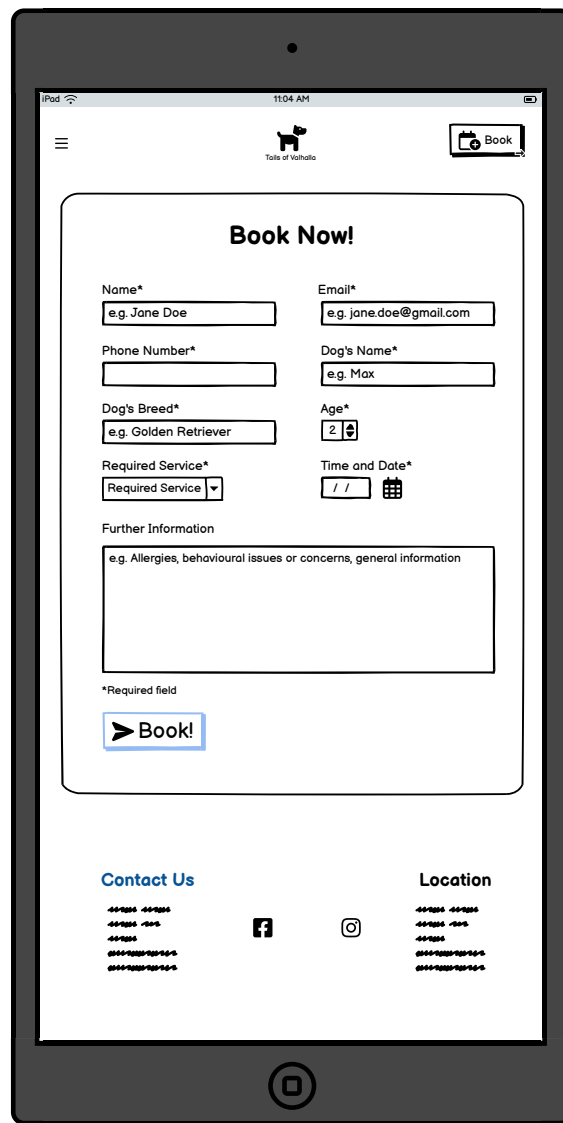 iPad
11:04 AM
Tails of Valhalla
Book
Book Now!
Name*
Email*
e.g. Jane Doe
e.g. jane.doe@gmail.com
Phone Number*
Dog's Name*
e.g. Max
Dog's Breed*
Age*
e.g. Golden Retriever
2
Required Service*
Time and Date*
Required Service
/ /
Further Information
e.g. Allergies, behavioural issues or concerns, general information
*Required field
Book!
Contact Us
Location